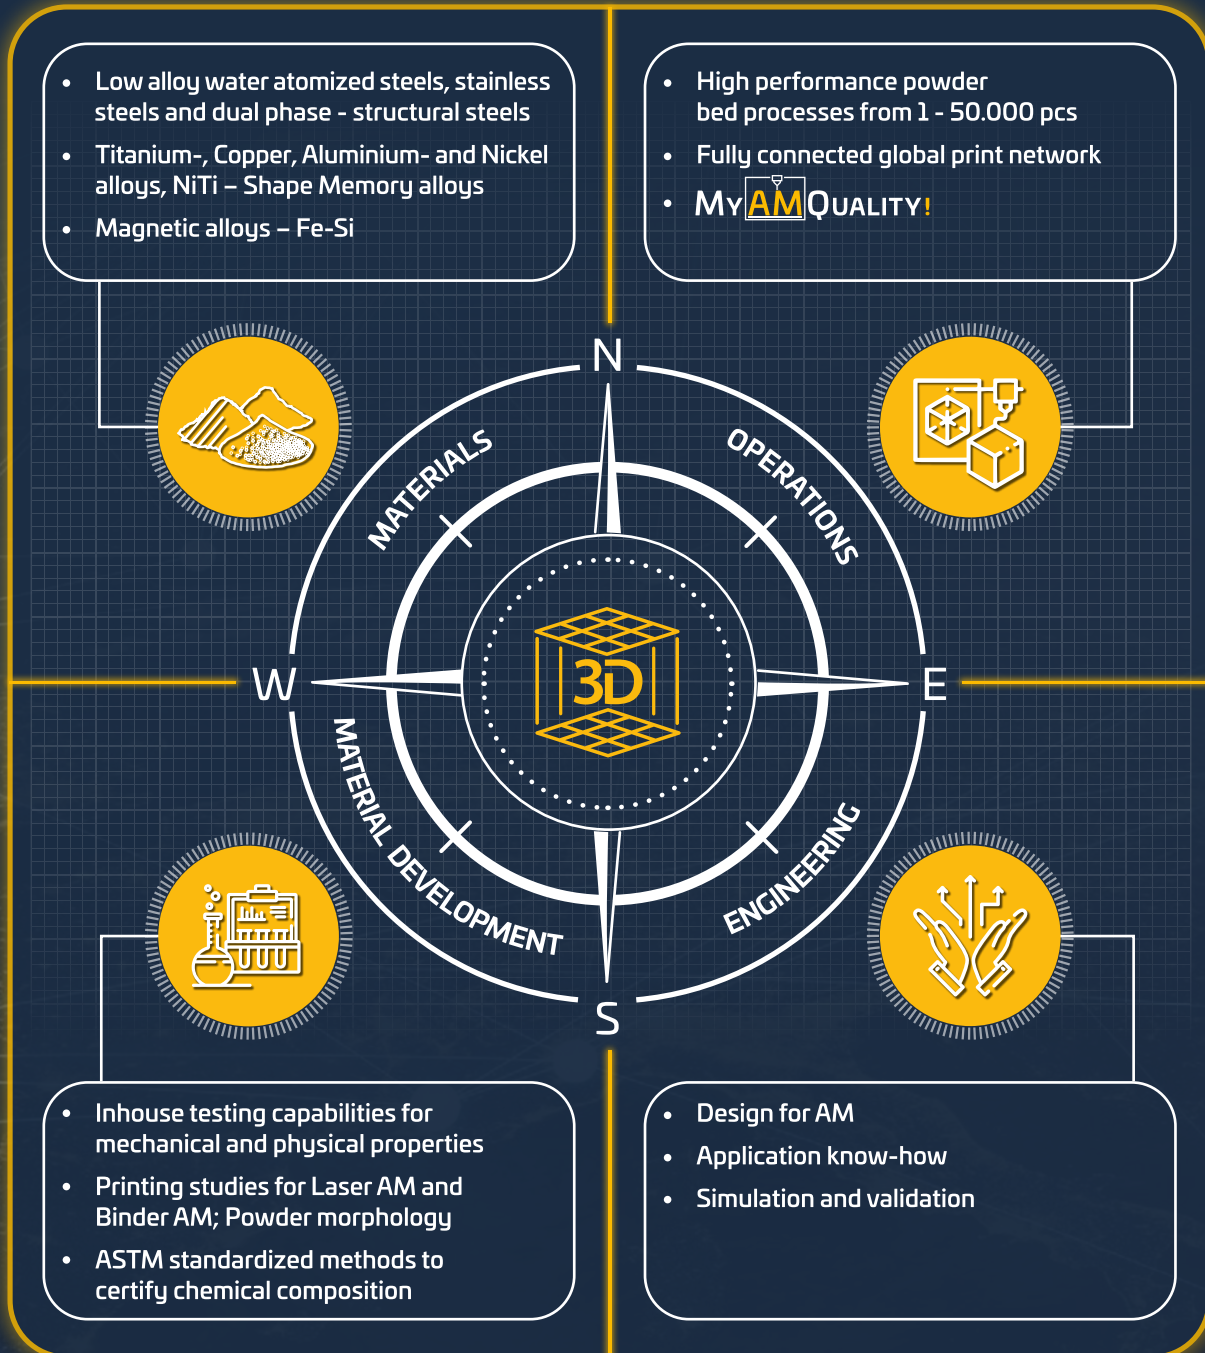 • Low alloy water atomized steels, stainless
steels and dual phase - structural steels
• Titanium-, Copper, Aluminium- and Nickel
alloys, NiTi – Shape Memory alloys
• Magnetic alloys – Fe-Si
• High performance powder
bed processes from 1 - 50.000 pcs
• Fully connected global print network
• MY AM QUALITY!
N
MATERIALS
OPERATIONS
W
3D
E
MATERIAL DEVELOPMENT
ENGINEERING
S
• Inhouse testing capabilities for
mechanical and physical properties
• Printing studies for Laser AM and
Binder AM; Powder morphology
• ASTM standardized methods to
certify chemical composition
• Design for AM
• Application know-how
• Simulation and validation